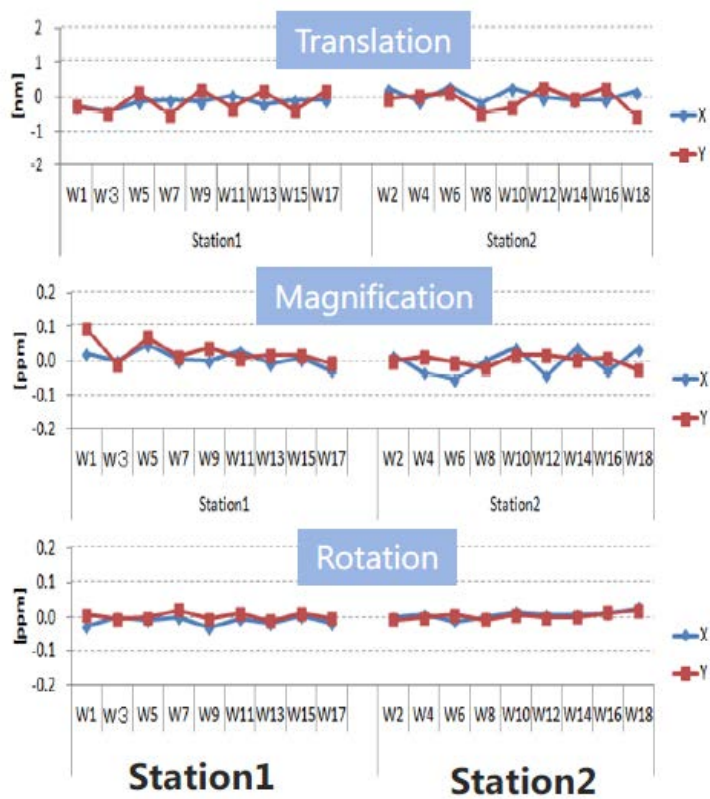 Translation
2
1
0
-1
-2
[nm]
X
Y
W1 W3 W5 W7 W9 W11 W13 W15 W17 W2 W4 W6 W8 W10 W12 W14 W16 W18
Station1 Station2
Magnification
0.2
0.1
0.0
-0.1
-0.2
[ppm]
X
Y
W1 W3 W5 W7 W9 W11 W13 W15 W17 W2 W4 W6 W8 W10 W12 W14 W16 W18
Station1 Station2
Rotation
0.2
0.1
0.0
-0.1
-0.2
[ppm]
X
Y
W1 W3 W5 W7 W9 W11 W13 W15 W17 W2 W4 W6 W8 W10 W12 W14 W16 W18
Station1 Station2